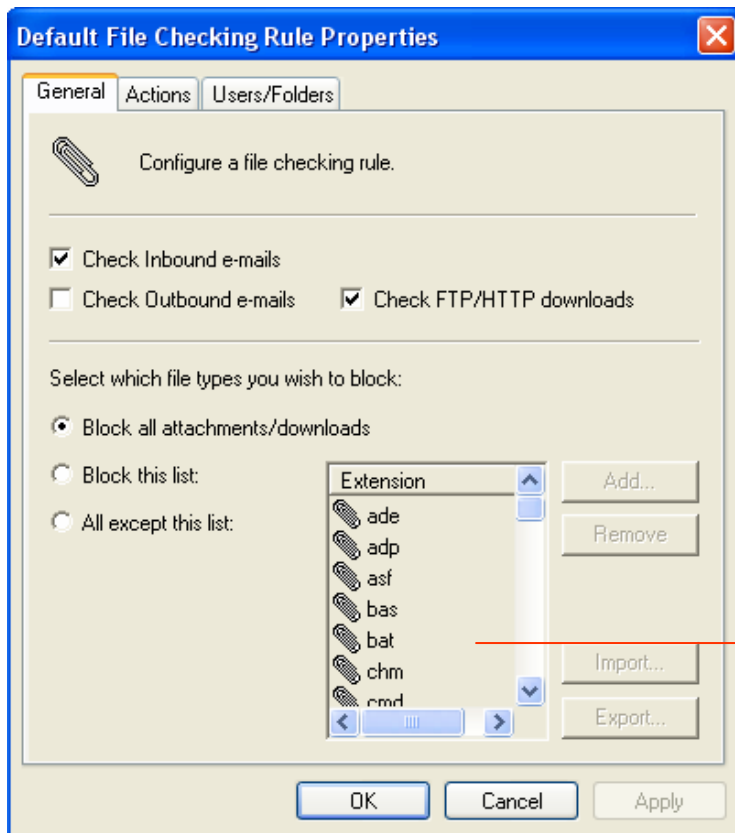 Default File Checking Rule Properties
General Actions Users/Folders
Configure a file checking rule.
Check Inbound e-mails
Check Outbound e-mails Check FTP/HTTP downloads
Select which file types you wish to block:
Block all attachments/downloads
Block this list:
All except this list:
Extension
ade
adp
asf
bas
bat
chm
cmd
Add...
Remove
Import...
Export...
OK Cancel Apply